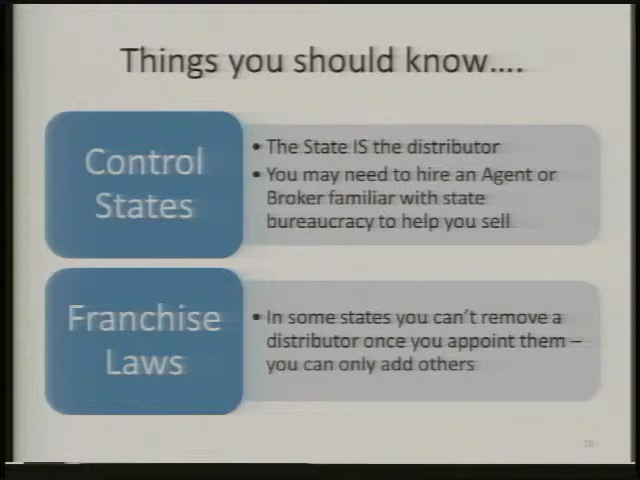 Things you should know....
Control
States
• The State IS the distributor
• You may need to hire an Agent or
Broker familiar with state
bureaucracy to help you sell
Franchise
Laws
• In some states you can't remove a
distributor once you appoint them –
you can only add others